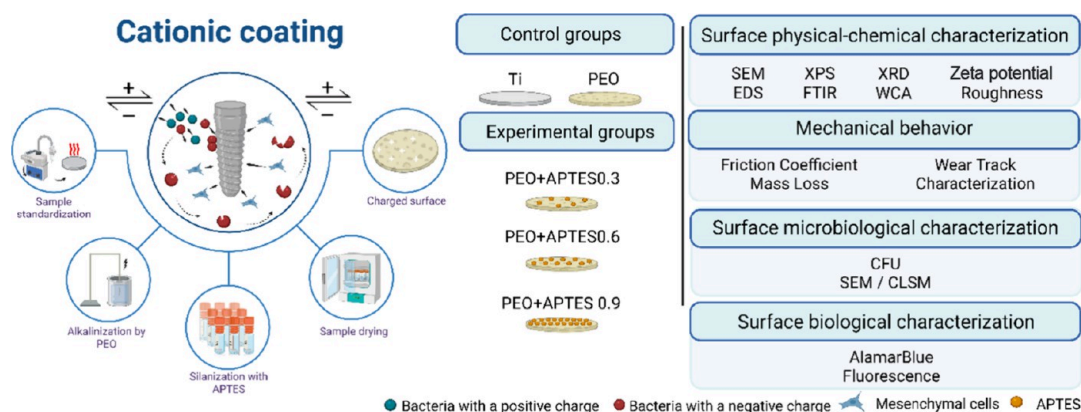 Cationic coating
+
−
+
−
Sample
standardization
Alkalinization by
PEO
Silanization with
APTES
Sample drying
Charged surface
Control groups
Ti PEO
Experimental groups
PEO+APTES0.3
PEO+APTES0.6
PEO+APTES 0.9
Surface physical-chemical characterization
SEM XPS XRD Zeta potential
EDS FTIR WCA Roughness
Mechanical behavior
Friction Coefficient Wear Track
Mass Loss Characterization
Surface microbiological characterization
CFU
SEM / CLSM
Surface biological characterization
AlamarBlue
Fluorescence
Bacteria with a positive charge Bacteria with a negative charge Mesenchymal cells APTES